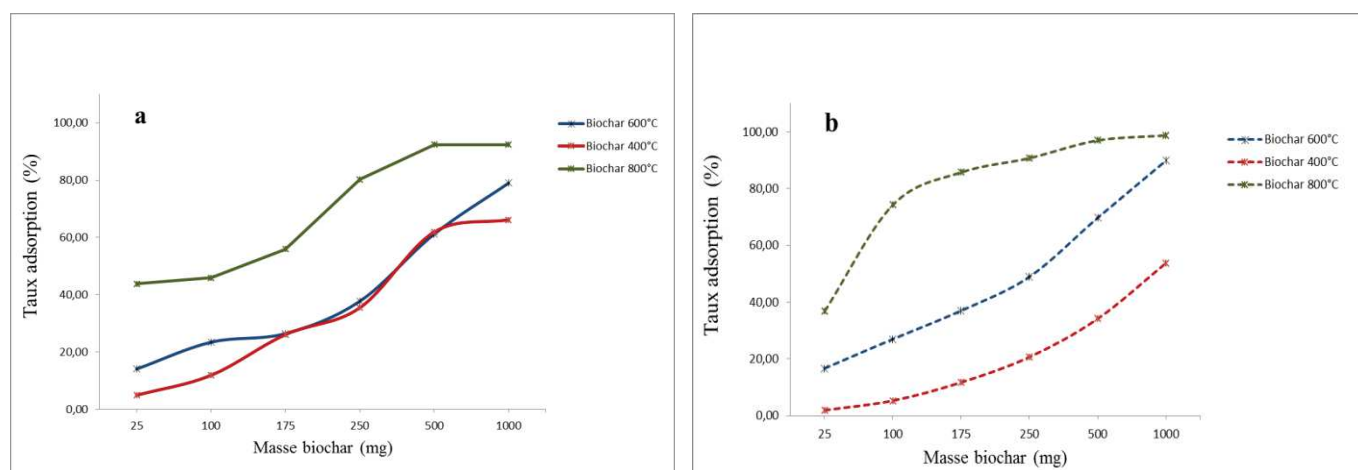 a
Taux adsorption (%)
100,00
80,00
60,00
40,00
20,00
0,00
25 100 175 250 500 1000
Masse biochar (mg)
Biochar 600°C
Biochar 400°C
Biochar 800°C
b
Taux adsorption (%)
100,00
80,00
60,00
40,00
20,00
0,00
25 100 175 250 500 1000
Masse biochar (mg)
Biochar 600°C
Biochar 400°C
Biochar 800°C